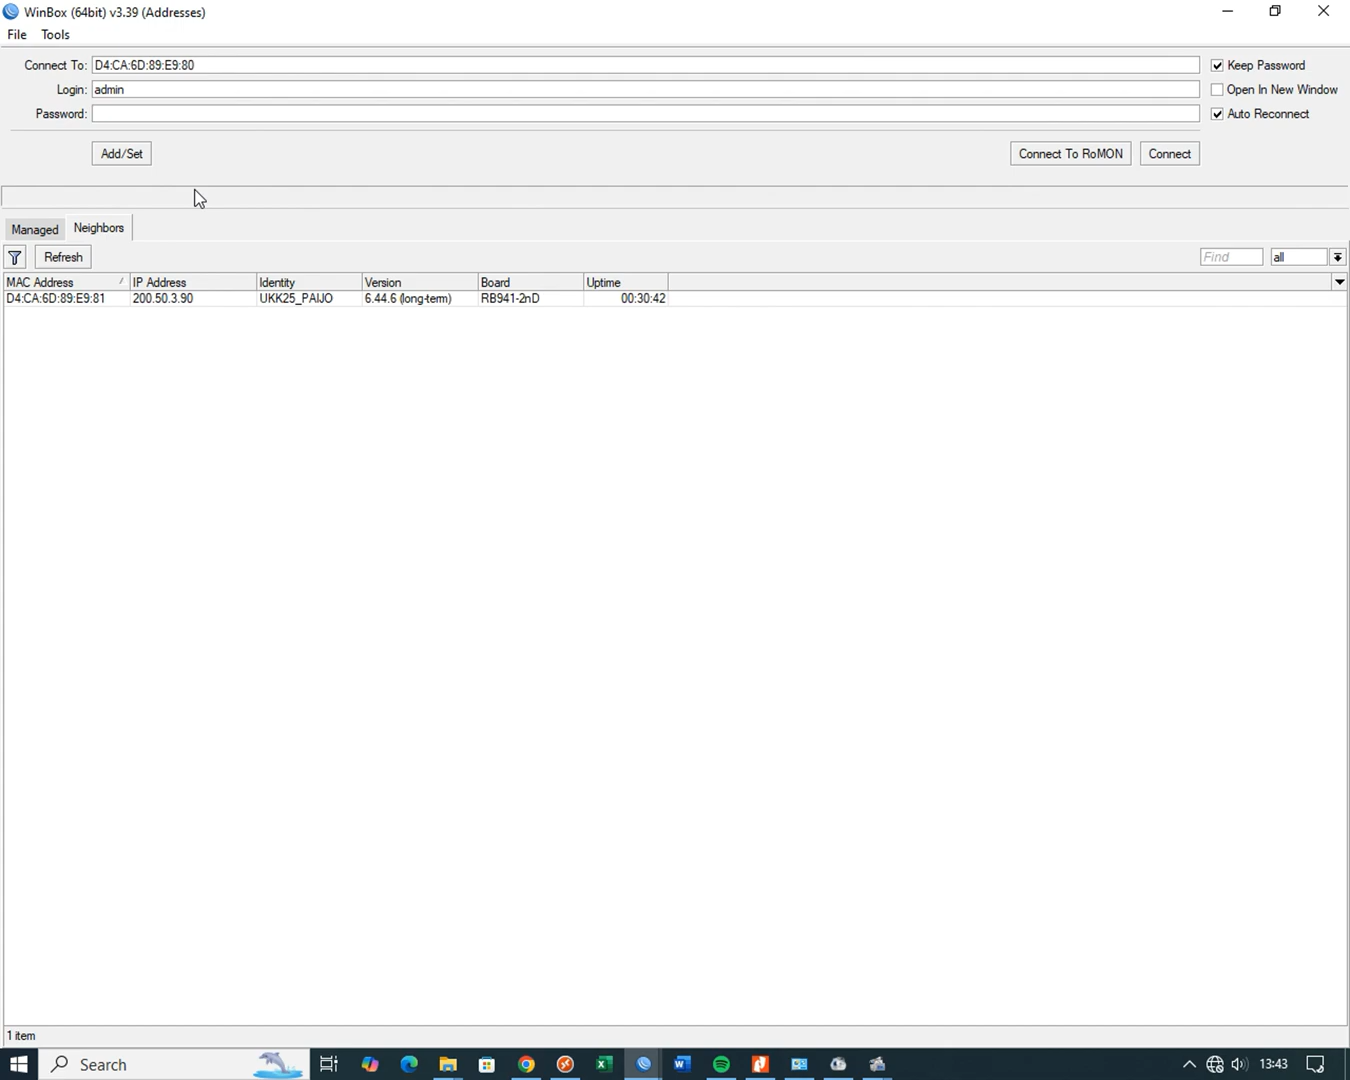 WinBox (64bit) v3.39 (Addresses)
File Tools
Connect To: D4:CA:6D:89:E9:80
Keep Password
Login: admin
Open In New Window
Password:
Auto Reconnect
Add/Set
Connect To RoMON
Connect
Managed
Neighbors
Refresh
Find
all
MAC Address / IP Address Identity Version Board Uptime
D4:CA:6D:89:E9:81 200.50.3.90 UKK25_PAIJO 6.44.6 (long-term) RB941-2nD 00:30:42
1 item
Search
13:43